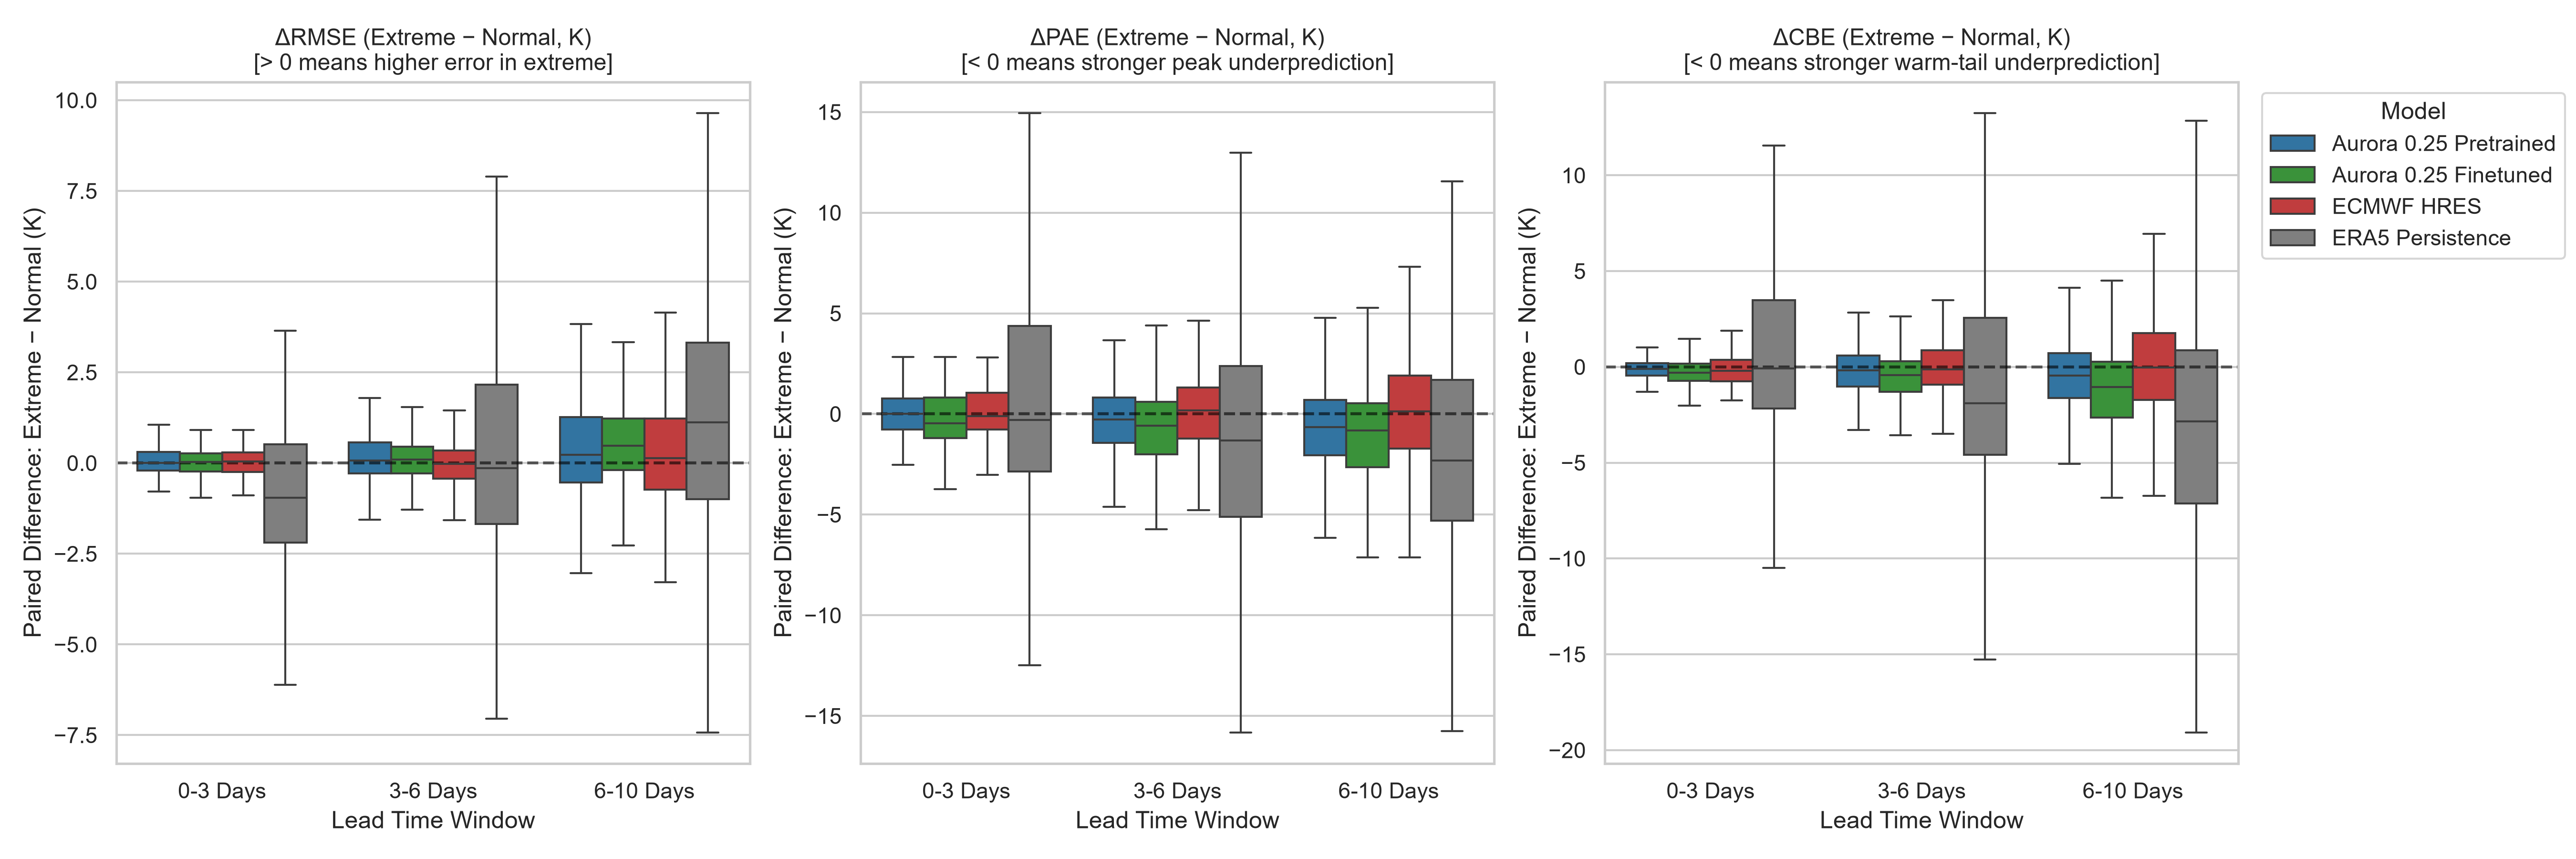 ΔRMSE (Extreme − Normal, K)
[> 0 means higher error in extreme]
Paired Difference: Extreme − Normal (K)
10.0
7.5
5.0
2.5
0.0
−2.5
−5.0
−7.5
0-3 Days
3-6 Days
6-10 Days
Lead Time Window
ΔPAE (Extreme − Normal, K)
[< 0 means stronger peak underprediction]
Paired Difference: Extreme − Normal (K)
15
10
5
0
−5
−10
−15
0-3 Days
3-6 Days
6-10 Days
Lead Time Window
ΔCBE (Extreme − Normal, K)
[< 0 means stronger warm-tail underprediction]
Paired Difference: Extreme − Normal (K)
10
5
0
−5
−10
−15
−20
0-3 Days
3-6 Days
6-10 Days
Lead Time Window
Model
Aurora 0.25 Pretrained
Aurora 0.25 Finetuned
ECMWF HRES
ERA5 Persistence